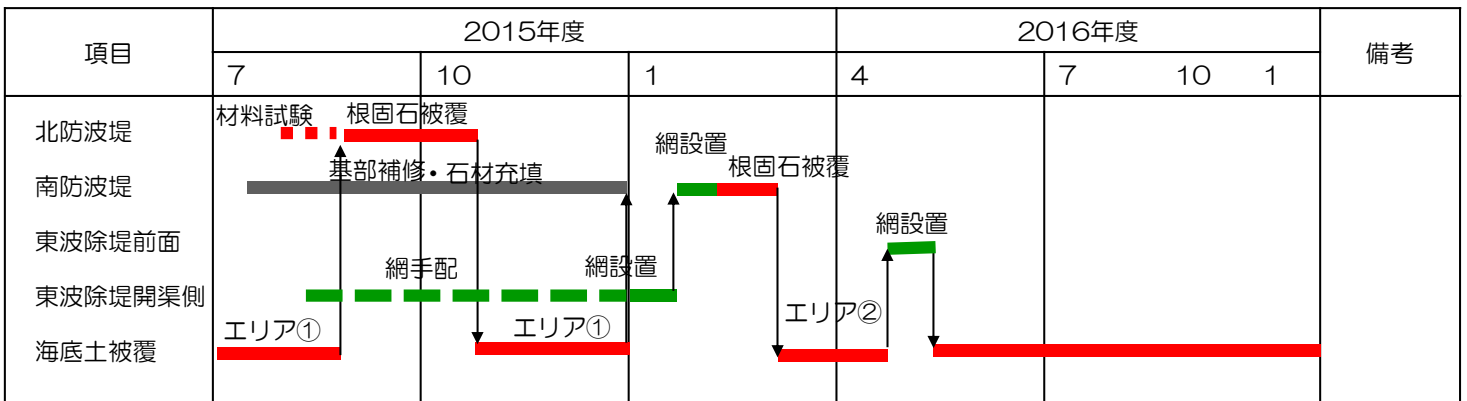 項目
2015年度
2016年度
備考
7
10
1
4
7
10
1
北防波堤
材料試験
根固石被覆
南防波堤
基部補修・石材充填
網設置
根固石被覆
東波除堤前面
網設置
東波除堤開渠側
網手配
網設置
海底土被覆
エリア①
エリア①
エリア②